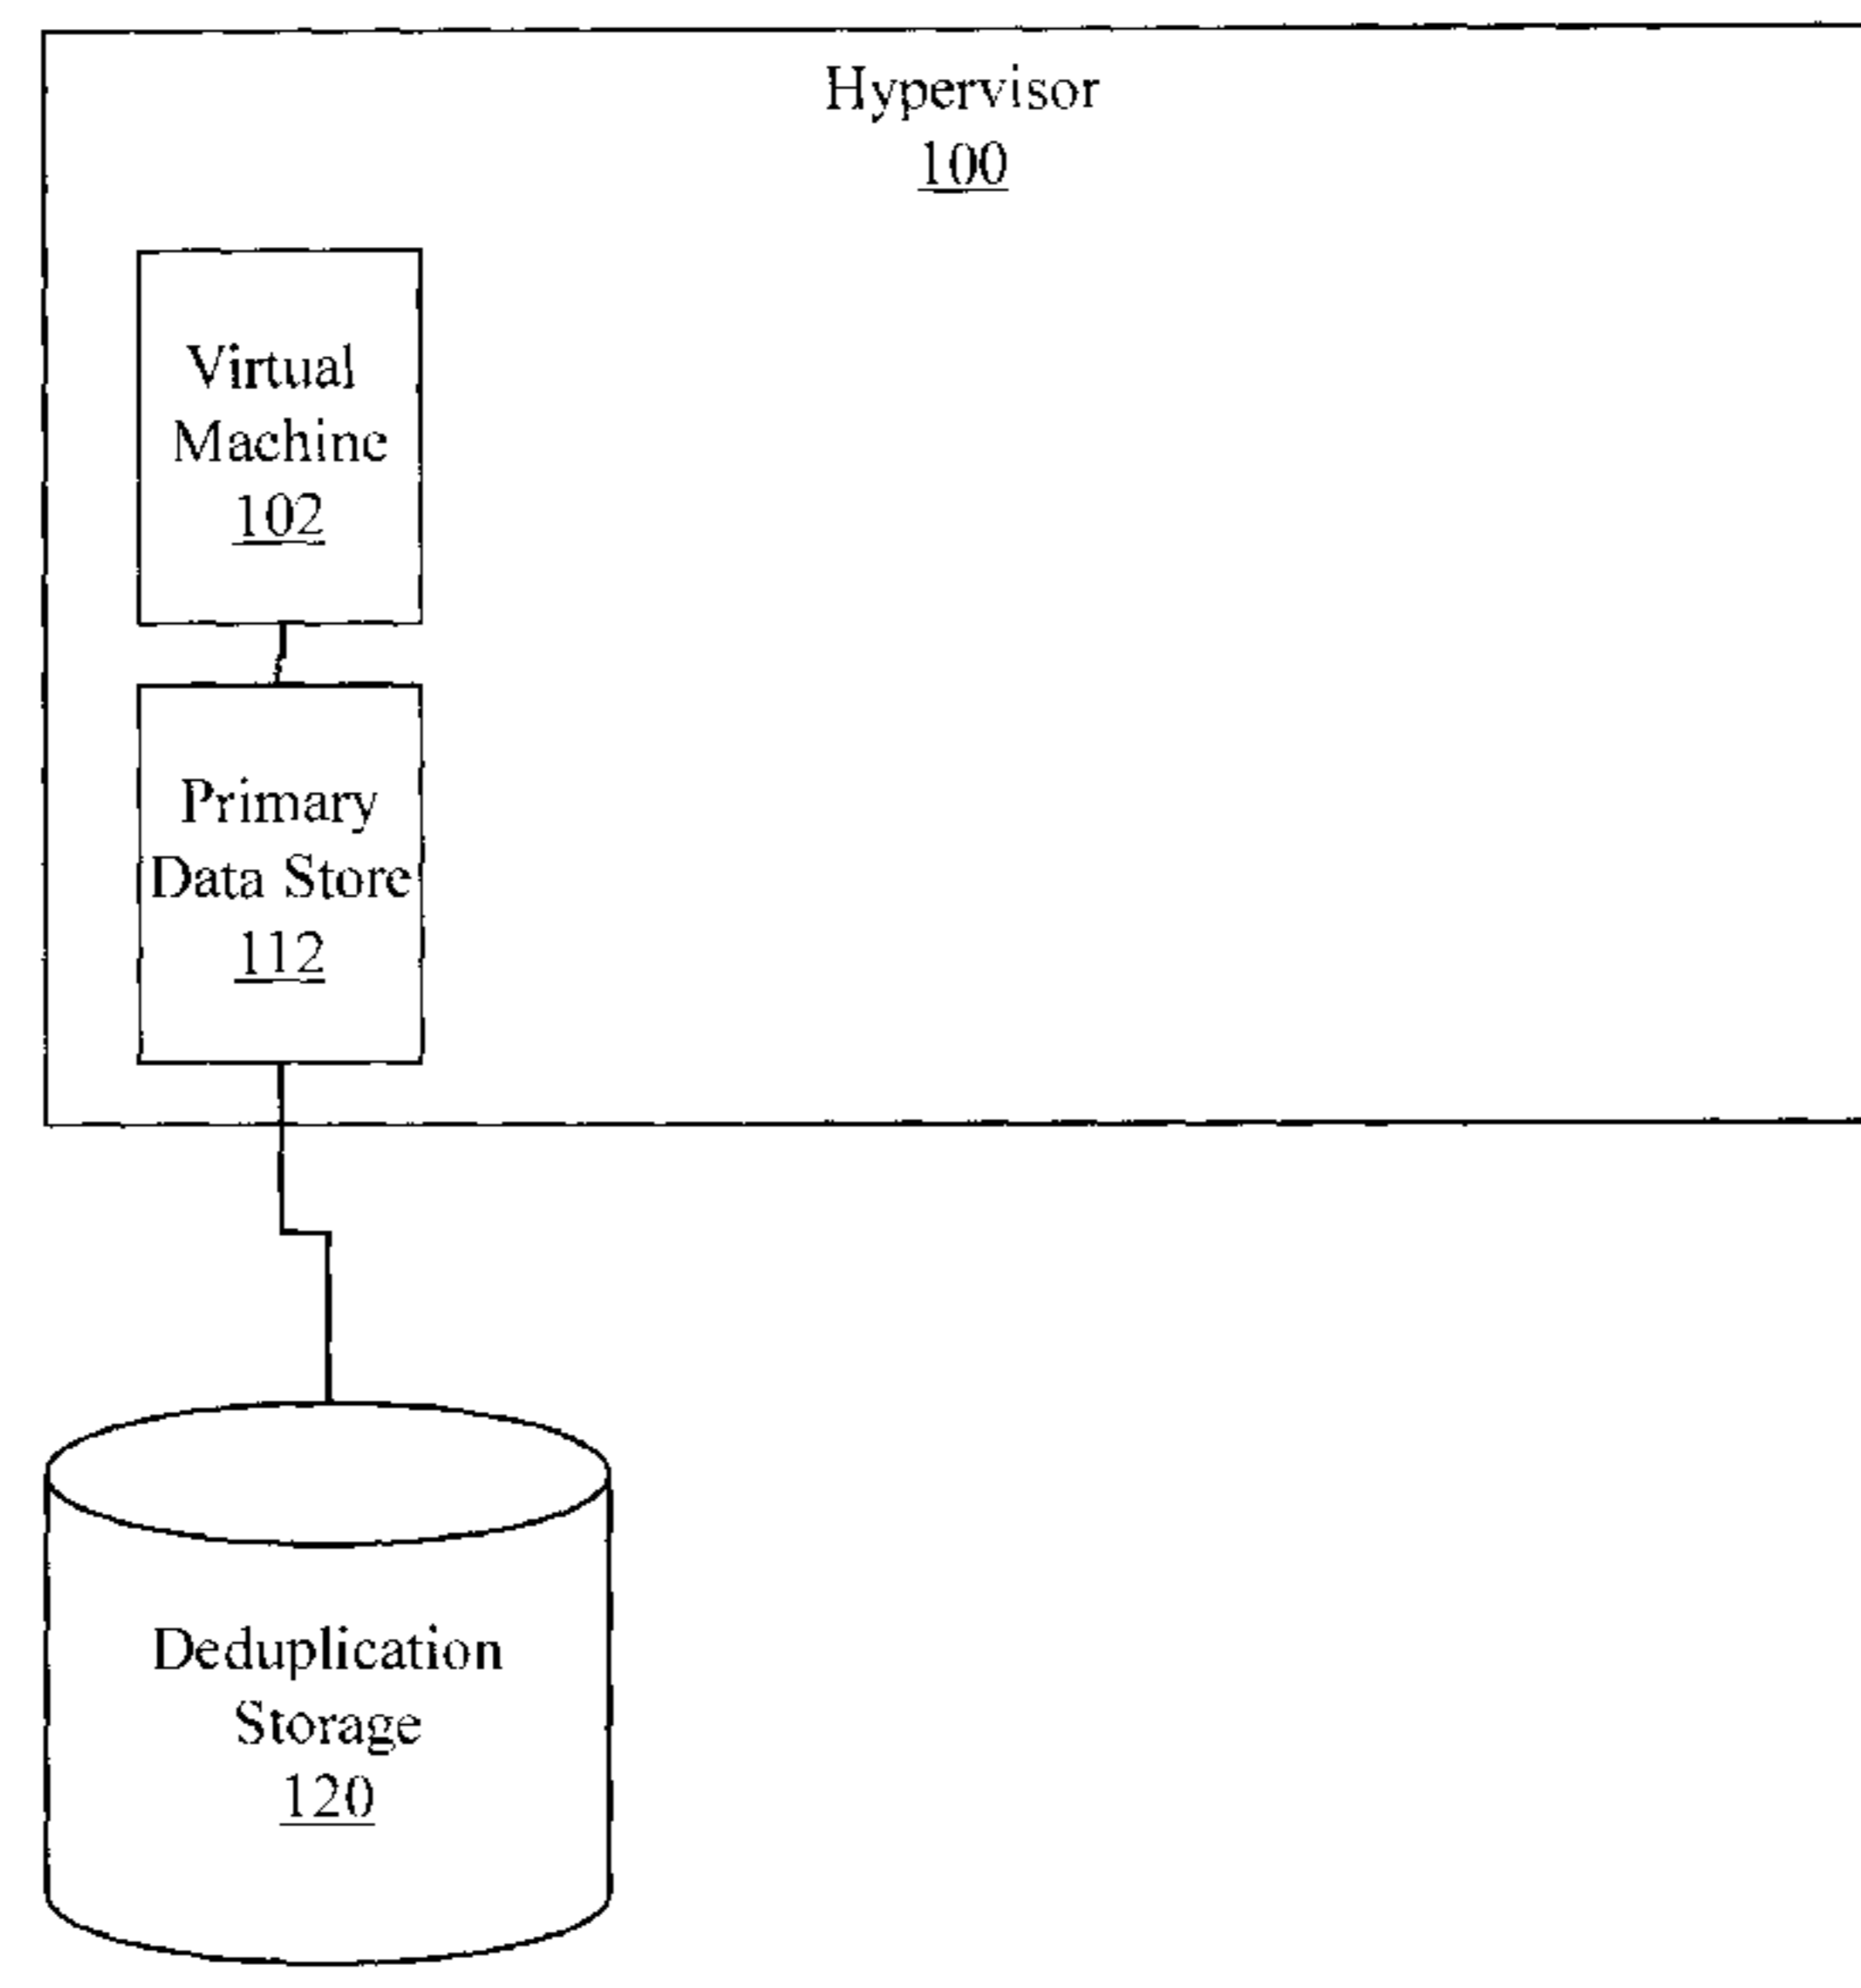 Hypervisor
100
Virtual
Machine
102
Primary
Data Store
112
Deduplication
Storage
120